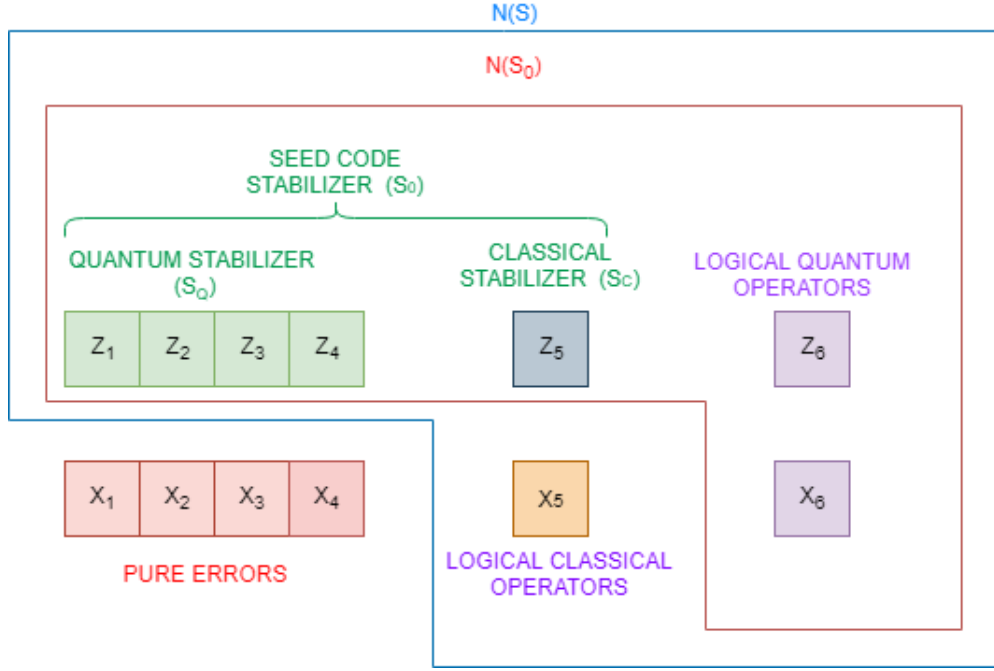 N(S)
N(S₀)
SEED CODE
STABILIZER (S₀)
QUANTUM STABILIZER
(S_Q)
CLASSICAL
STABILIZER (Sc)
LOGICAL QUANTUM
OPERATORS
Z₁ Z₂ Z₃ Z₄ Z₅ Z₆
X₁ X₂ X₃ X₄ X5 X₆
PURE ERRORS
LOGICAL CLASSICAL
OPERATORS